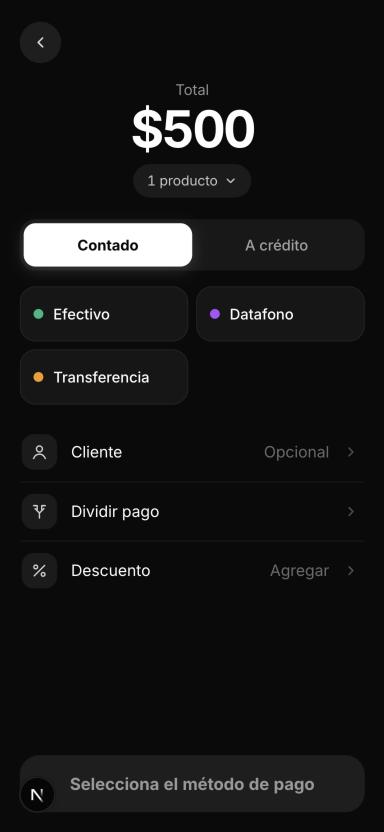 Total
$500
1 producto
Contado
A crédito
Efectivo
Datafono
Transferencia
Cliente
Opcional
Dividir pago
Descuento
Agregar
Selecciona el método de pago
N